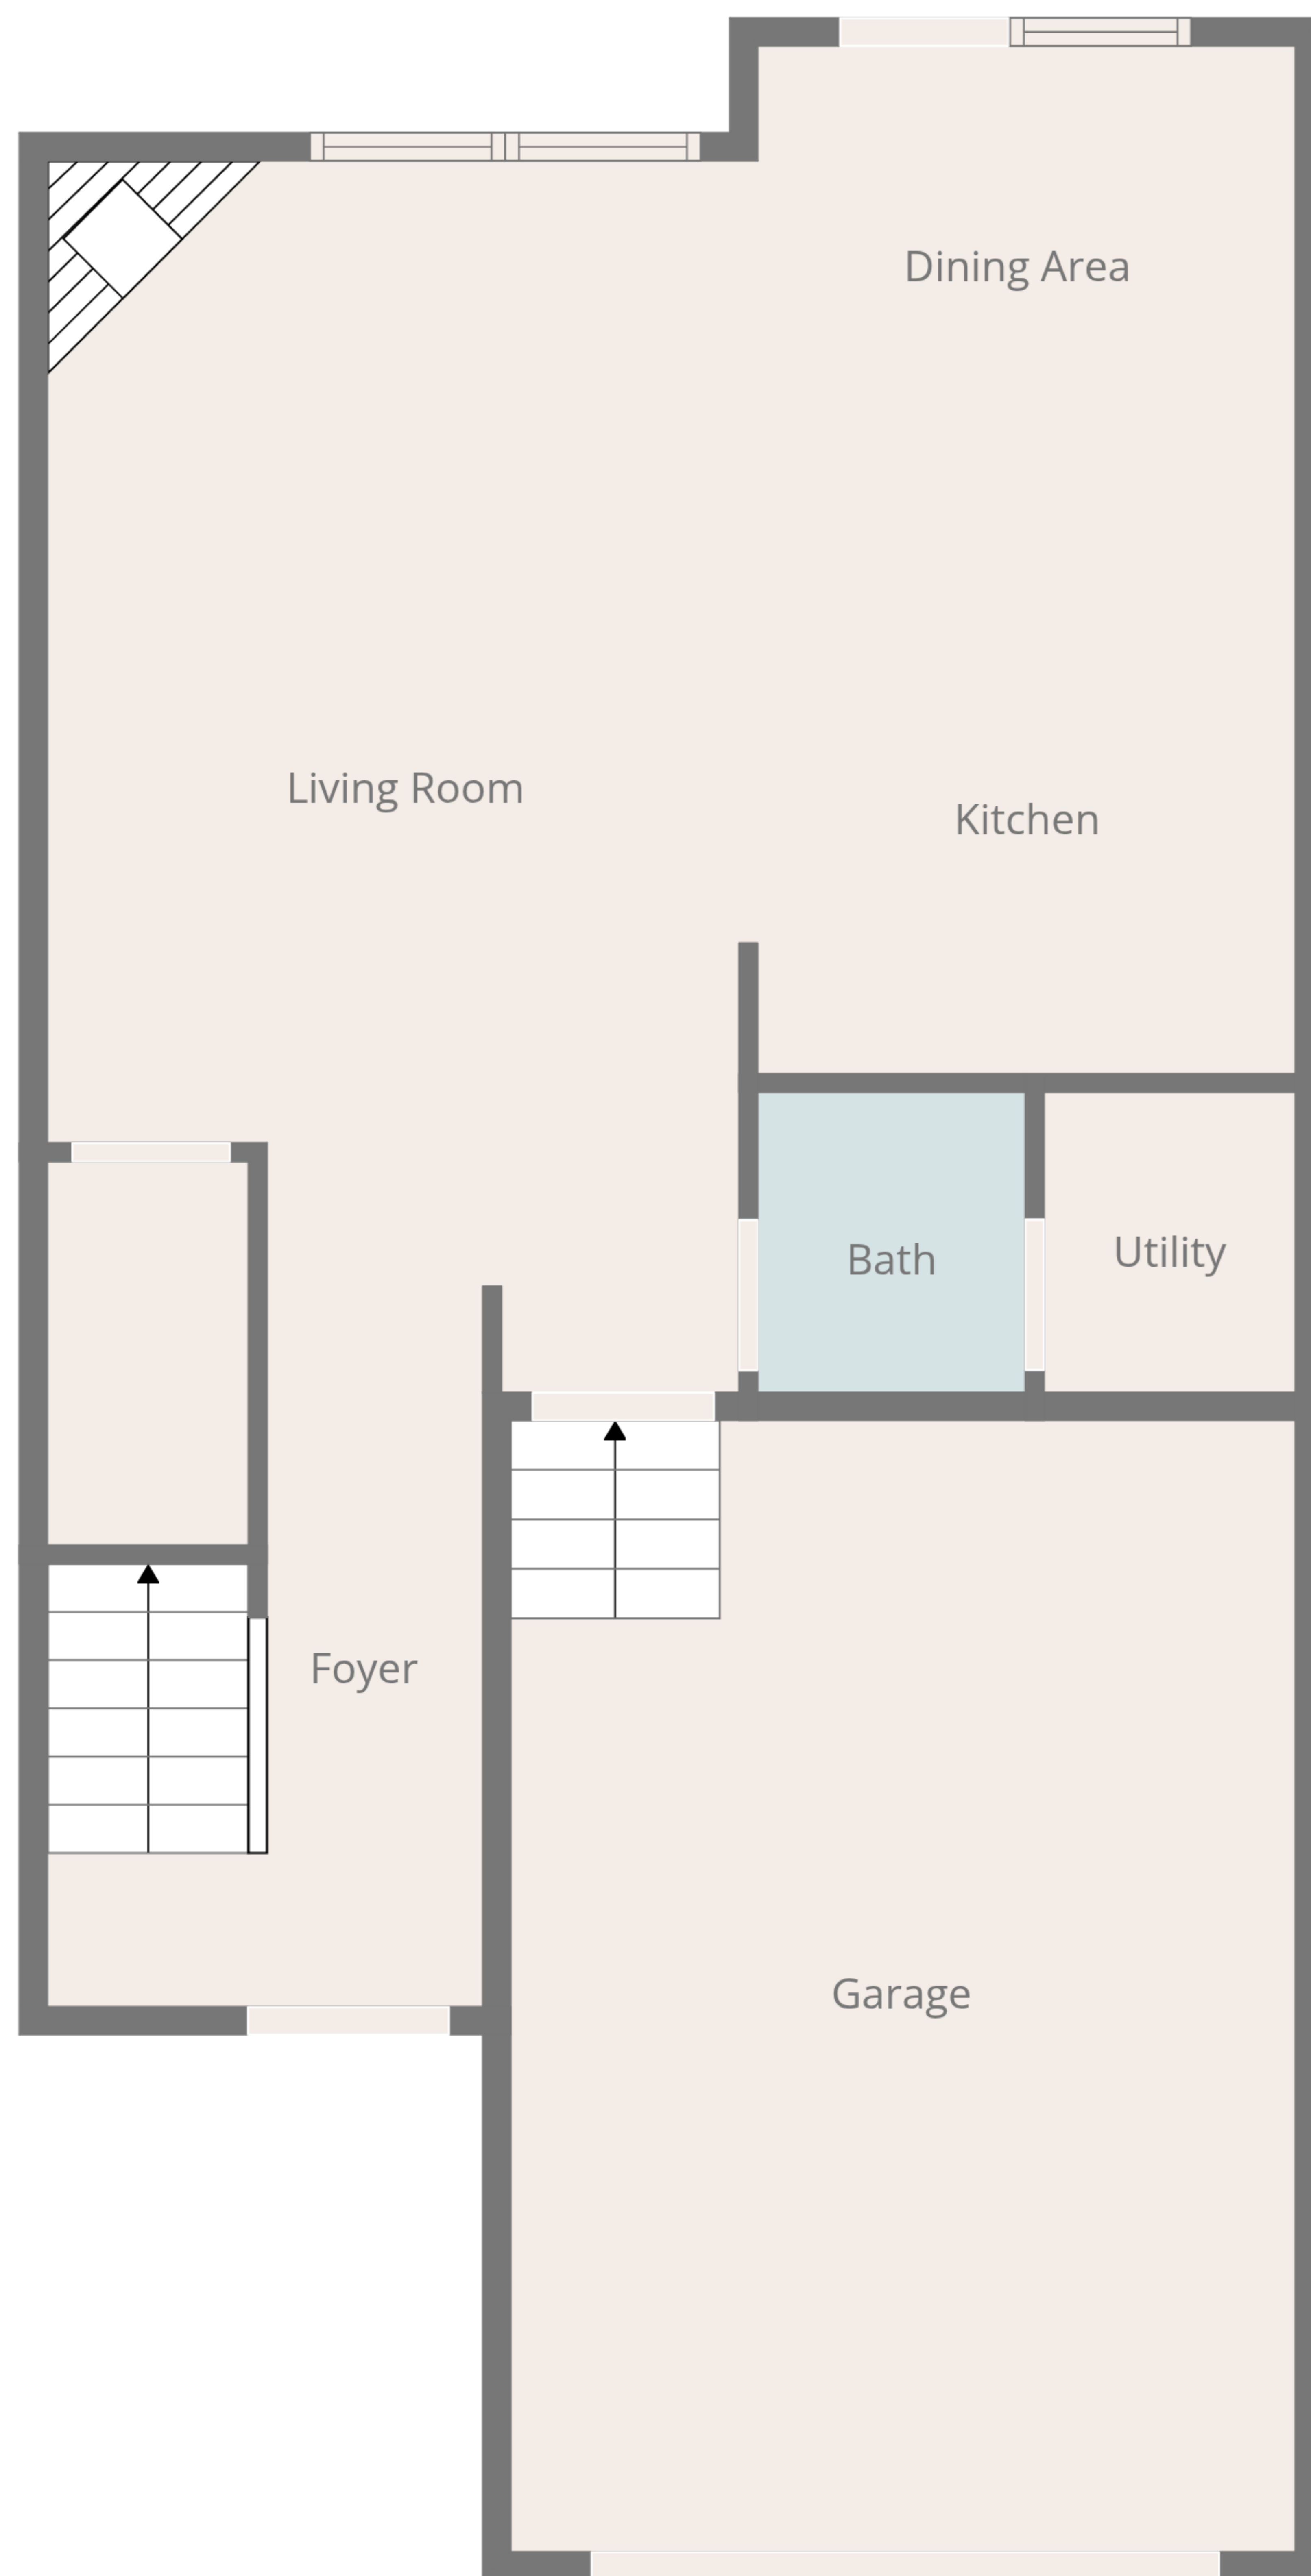 Dining Area
Living Room
Kitchen
Bath
Utility
Foyer
Garage